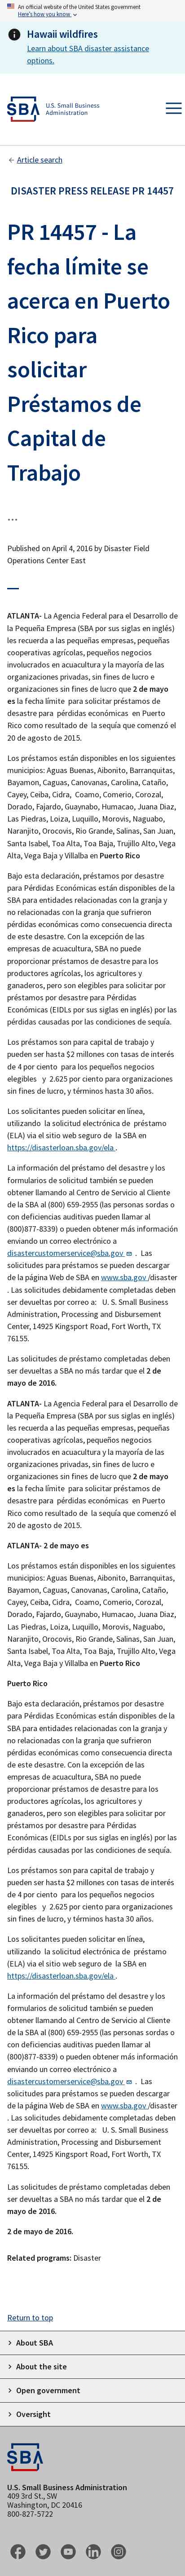 An official website of the United States government
Here's how you know
Hawaii wildfires
Learn about SBA disaster assistance
options.
SBA
U.S. Small Business
Administration
Article search
DISASTER PRESS RELEASE PR 14457
PR 14457 - La
fecha límite se
acerca en Puerto
Rico para
solicitar
Préstamos de
Capital de
Trabajo
...
Published on April 4, 2016 by Disaster Field
Operations Center East
ATLANTA- La Agencia Federal para el Desarrollo de
la Pequeña Empresa (SBA por sus siglas en inglés)
les recuerda a las pequeñas empresas, pequeñas
cooperativas agrícolas, pequeños negocios
involucrados en acuacultura y la mayoría de las
organizaciones privadas, sin fines de lucro e
organizaciones sin fines de lucro que 2 de mayo
es la fecha límite para solicitar préstamos de
desastre para pérdidas económicas en Puerto
Rico como resultado de la sequía que comenzó el
20 de agosto de 2015.
Los préstamos están disponibles en los siguientes
municipios: Aguas Buenas, Aibonito, Barranquitas,
Bayamon, Caguas, Canovanas, Carolina, Cataño,
Cayey, Ceiba, Cidra, Coamo, Comerio, Corozal,
Dorado, Fajardo, Guaynabo, Humacao, Juana Diaz,
Las Piedras, Loiza, Luquillo, Morovis, Naguabo,
Naranjito, Orocovis, Rio Grande, Salinas, San Juan,
Santa Isabel, Toa Alta, Toa Baja, Trujillo Alto, Vega
Alta, Vega Baja y Villalba en Puerto Rico
Bajo esta declaración, préstamos por desastre
para Pérdidas Económicas están disponibles de la
SBA para entidades relacionadas con la granja y
no relacionadas con la granja que sufrieron
pérdidas económicas como consecuencia directa
de este desastre. Con la excepción de las
empresas de acuacultura, SBA no puede
proporcionar préstamos de desastre para los
productores agrícolas, los agricultores y
ganaderos, pero son elegibles para solicitar por
préstamos por desastre para Pérdidas
Económicas (EIDLs por sus siglas en inglés) y las
pérdidas causadas por las condiciones de sequía.
Los préstamos son para capital de trabajo y
pueden ser hasta $2 millones con tasas de interés
de 4 por ciento para los pequeños negocios
elegibles y 2.625 por ciento para organizaciones
sin fines de lucro, y términos hasta 30 años.
Los solicitantes pueden solicitar en línea,
utilizando la solicitud electrónica de préstamo
(ELA) vía el sitio web seguro de la SBA en
https://disasterloan.sba.gov/ela.
La información del préstamo por desastre y los
formularios de solicitud también se pueden
obtener llamando al Centro de Servicio al Cliente
de la SBA al (800) 659-2955 (las personas sordas o
con deficiencias auditivas pueden llamar al
(800)877-8339) o pueden obtener más información
enviando un correo electrónico a
disastercustomerservice@sba.gov . Las
solicitudes para préstamos se pueden descargar
de la página Web de SBA en www.sba.gov/disaster
. Las solicitudes debidamente completadas deben
ser devueltas por correo a: U. S. Small Business
Administration, Processing and Disbursement
Center, 14925 Kingsport Road, Fort Worth, TX
76155.
Las solicitudes de préstamo completadas deben
ser devueltas a SBA no más tardar que el 2 de
mayo de 2016.
ATLANTA- La Agencia Federal para el Desarrollo de
la Pequeña Empresa (SBA por sus siglas en inglés)
les recuerda a las pequeñas empresas, pequeñas
cooperativas agrícolas, pequeños negocios
involucrados en acuacultura y la mayoría de las
organizaciones privadas, sin fines de lucro e
organizaciones sin fines de lucro que 2 de mayo
es la fecha límite para solicitar préstamos de
desastre para pérdidas económicas en Puerto
Rico como resultado de la sequía que comenzó el
20 de agosto de 2015.
ATLANTA- 2 de mayo es
Los préstamos están disponibles en los siguientes
municipios: Aguas Buenas, Aibonito, Barranquitas,
Bayamon, Caguas, Canovanas, Carolina, Cataño,
Cayey, Ceiba, Cidra, Coamo, Comerio, Corozal,
Dorado, Fajardo, Guaynabo, Humacao, Juana Diaz,
Las Piedras, Loiza, Luquillo, Morovis, Naguabo,
Naranjito, Orocovis, Rio Grande, Salinas, San Juan,
Santa Isabel, Toa Alta, Toa Baja, Trujillo Alto, Vega
Alta, Vega Baja y Villalba en Puerto Rico
Puerto Rico
Bajo esta declaración, préstamos por desastre
para Pérdidas Económicas están disponibles de la
SBA para entidades relacionadas con la granja y
no relacionadas con la granja que sufrieron
pérdidas económicas como consecuencia directa
de este desastre. Con la excepción de las
empresas de acuacultura, SBA no puede
proporcionar préstamos de desastre para los
productores agrícolas, los agricultores y
ganaderos, pero son elegibles para solicitar por
préstamos por desastre para Pérdidas
Económicas (EIDLs por sus siglas en inglés) y las
pérdidas causadas por las condiciones de sequía.
Los préstamos son para capital de trabajo y
pueden ser hasta $2 millones con tasas de interés
de 4 por ciento para los pequeños negocios
elegibles y 2.625 por ciento para organizaciones
sin fines de lucro, y términos hasta 30 años.
Los solicitantes pueden solicitar en línea,
utilizando la solicitud electrónica de préstamo
(ELA) vía el sitio web seguro de la SBA en
https://disasterloan.sba.gov/ela.
La información del préstamo por desastre y los
formularios de solicitud también se pueden
obtener llamando al Centro de Servicio al Cliente
de la SBA al (800) 659-2955 (las personas sordas o
con deficiencias auditivas pueden llamar al
(800)877-8339) o pueden obtener más información
enviando un correo electrónico a
disastercustomerservice@sba.gov . Las
solicitudes para préstamos se pueden descargar
de la página Web de SBA en www.sba.gov/disaster
. Las solicitudes debidamente completadas deben
ser devueltas por correo a: U. S. Small Business
Administration, Processing and Disbursement
Center, 14925 Kingsport Road, Fort Worth, TX
76155.
Las solicitudes de préstamo completadas deben
ser devueltas a SBA no más tardar que el 2 de
mayo de 2016.
2 de mayo de 2016.
Related programs: Disaster
Return to top
About SBA
About the site
Open government
Oversight
SBA
U.S. Small Business Administration
409 3rd St., SW
Washington, DC 20416
800-827-5722